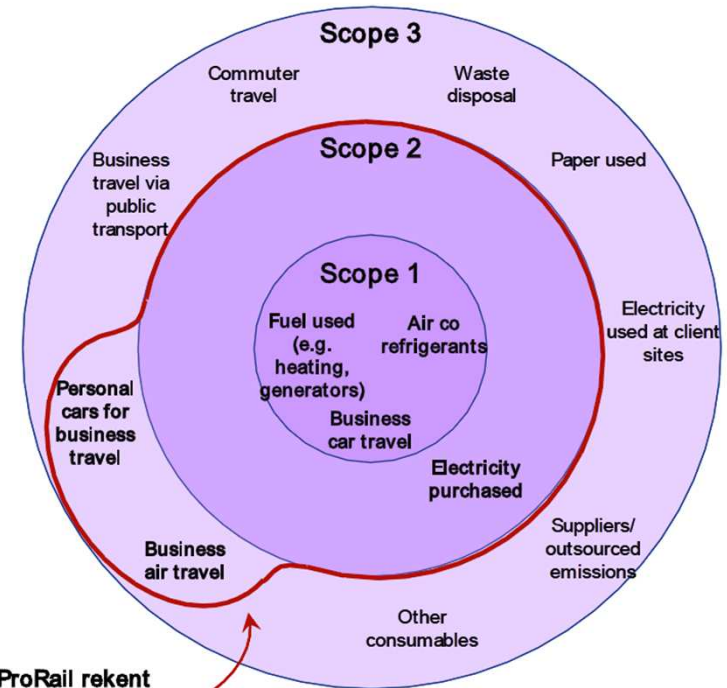 Scope 3
Commuter
travel
Waste
disposal
Business
travel via
public
transport
Paper used
Scope 2
Scope 1
Fuel used
(e.g.
heating,
generators)
Air co
refrigerants
Business
car travel
Electricity
used at client
sites
Personal
cars for
business
travel
Electricity
purchased
Business
air travel
Suppliers/
outsourced
emissions
Other
consumables
ProRail rekent